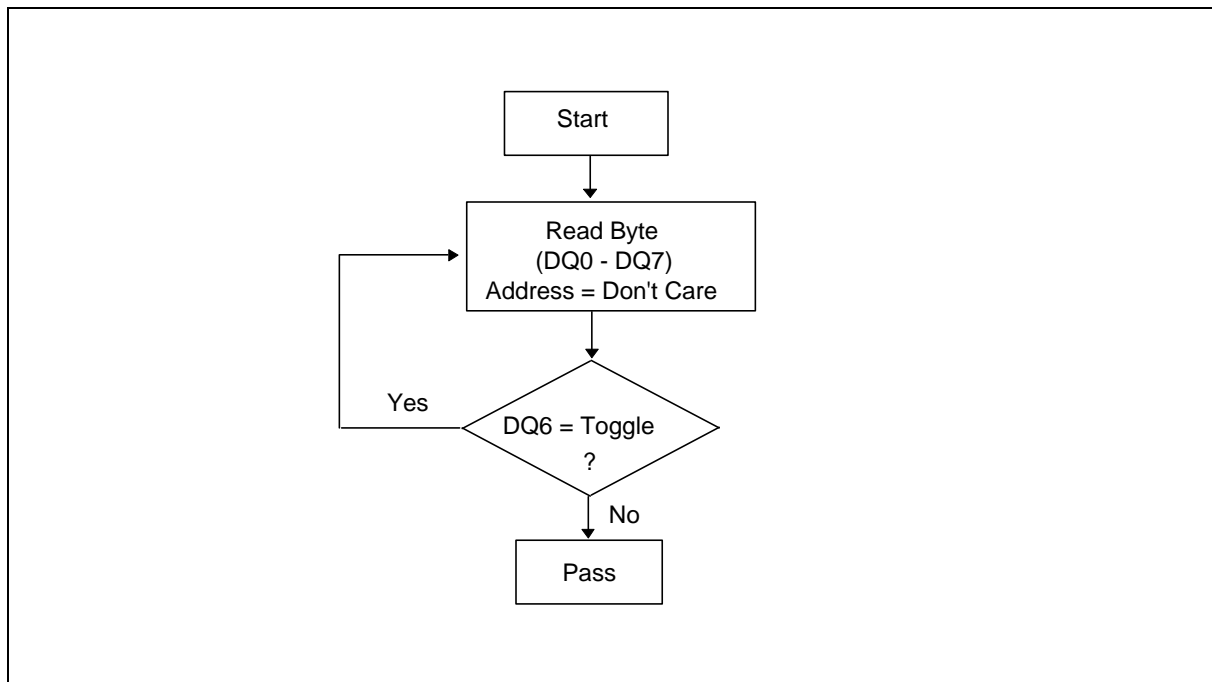 Start
Read Byte
(DQ0 - DQ7)
Address = Don't Care
Yes
DQ6 = Toggle
?
No
Pass